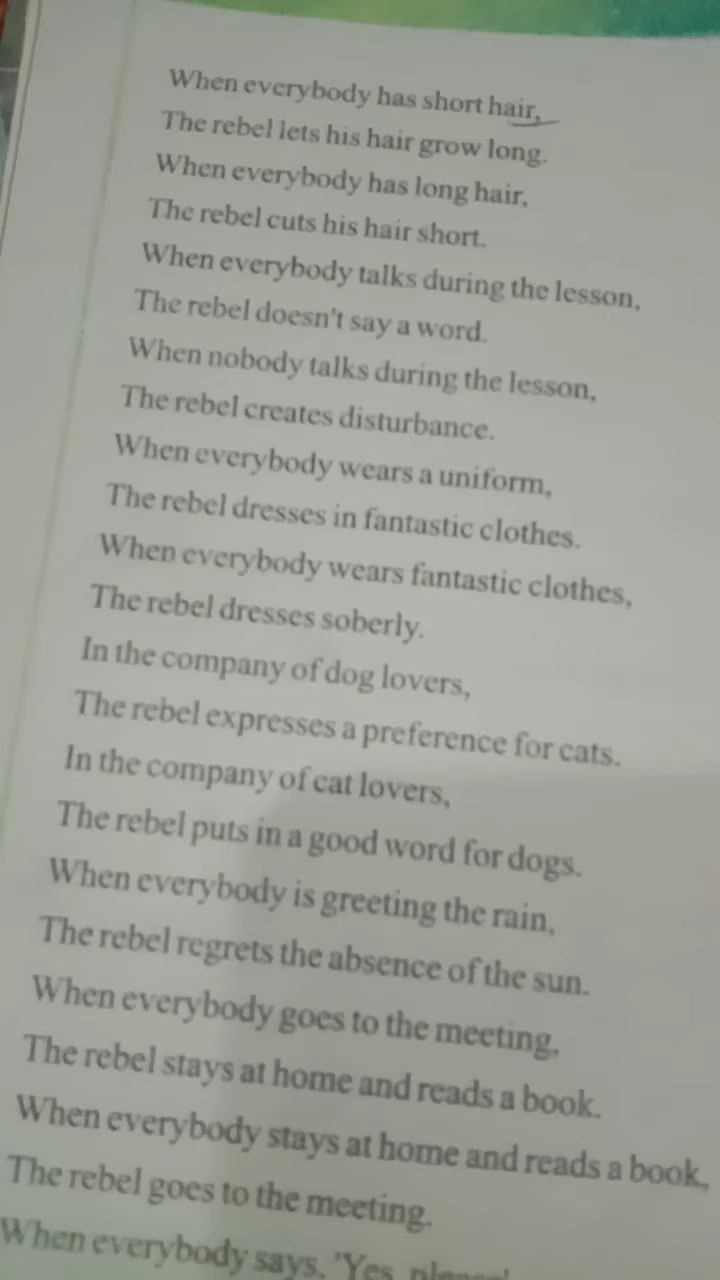 When everybody has short hair,
The rebel lets his hair grow long.
When everybody has long hair,
The rebel cuts his hair short.
When everybody talks during the lesson,
The rebel doesn't say a word.
When nobody talks during the lesson,
The rebel creates disturbance.
When everybody wears a uniform,
The rebel dresses in fantastic clothes.
When everybody wears fantastic clothes,
The rebel dresses soberly.
In the company of dog lovers,
The rebel expresses a preference for cats.
In the company of cat lovers,
The rebel puts in a good word for dogs.
When everybody is greeting the rain,
The rebel regrets the absence of the sun.
When everybody goes to the meeting,
The rebel stays at home and reads a book.
When everybody stays at home and reads a book,
The rebel goes to the meeting.
When everybody says, 'Yes, please'